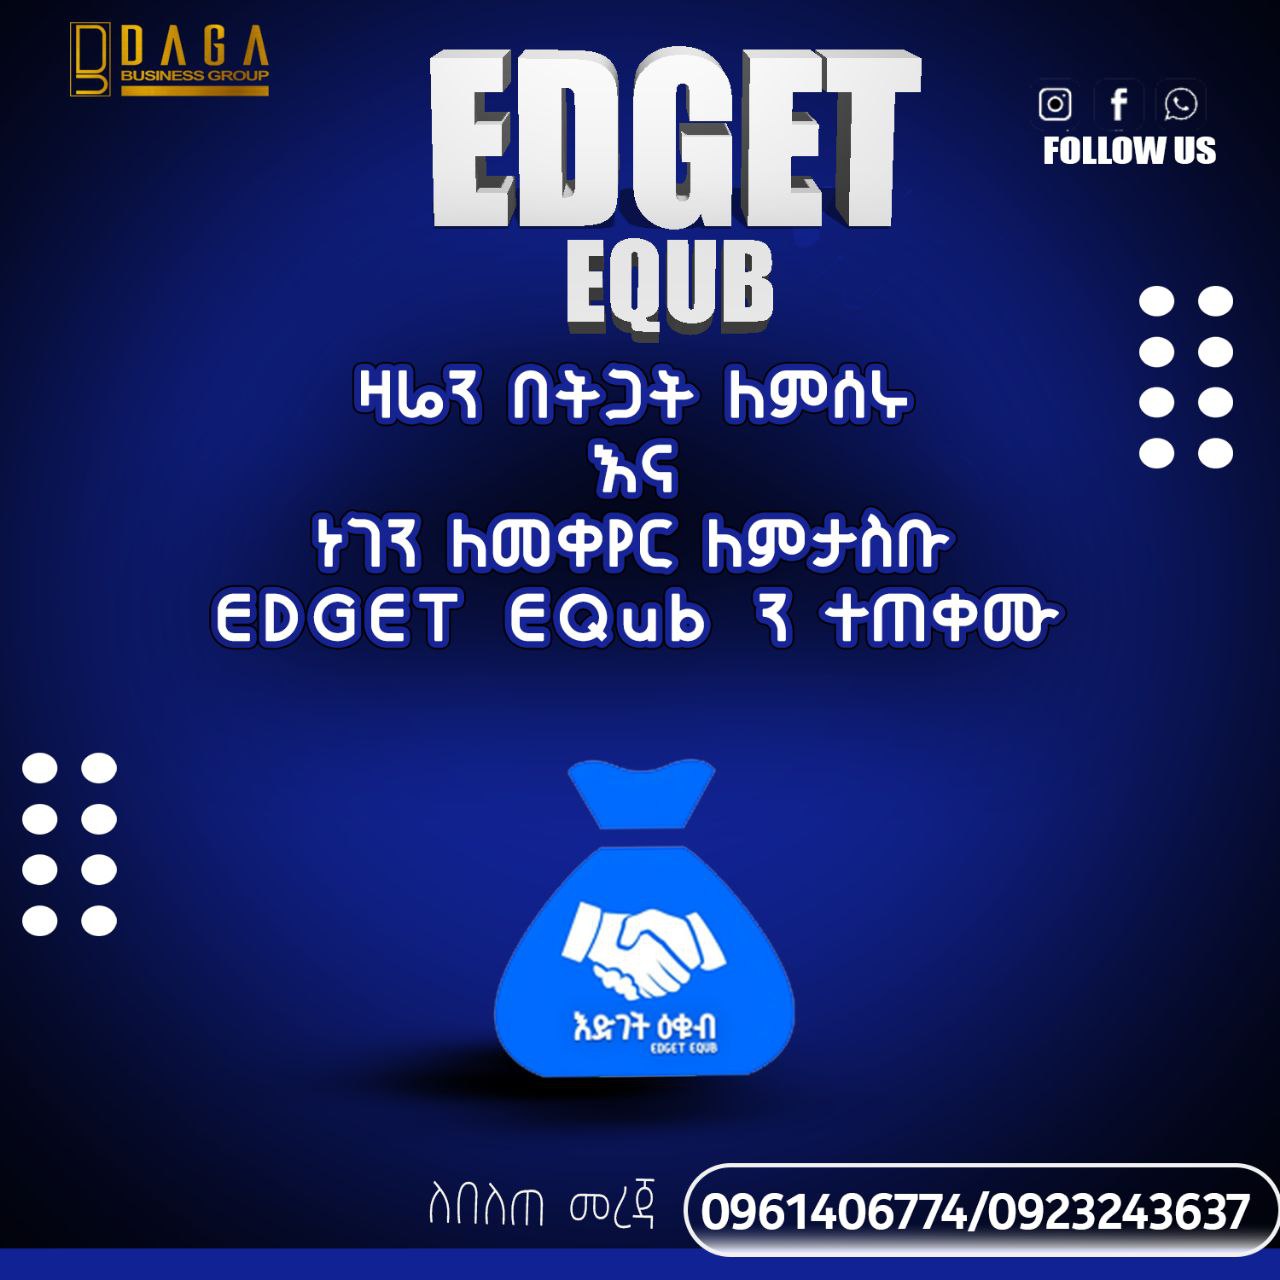 DAGA
BUSINESS GROUP
EDGET
EQUB
FOLLOW US
ዛሬን በትጋት ለምሰሩ
እና
ነገን ለመቀየር ለምታስቡ
EDGET EQub ን ተጠቀሙ
እድገት ዕቁብ
EDGET EQUB
ለበለጠ መረጃ 0961406774/0923243637